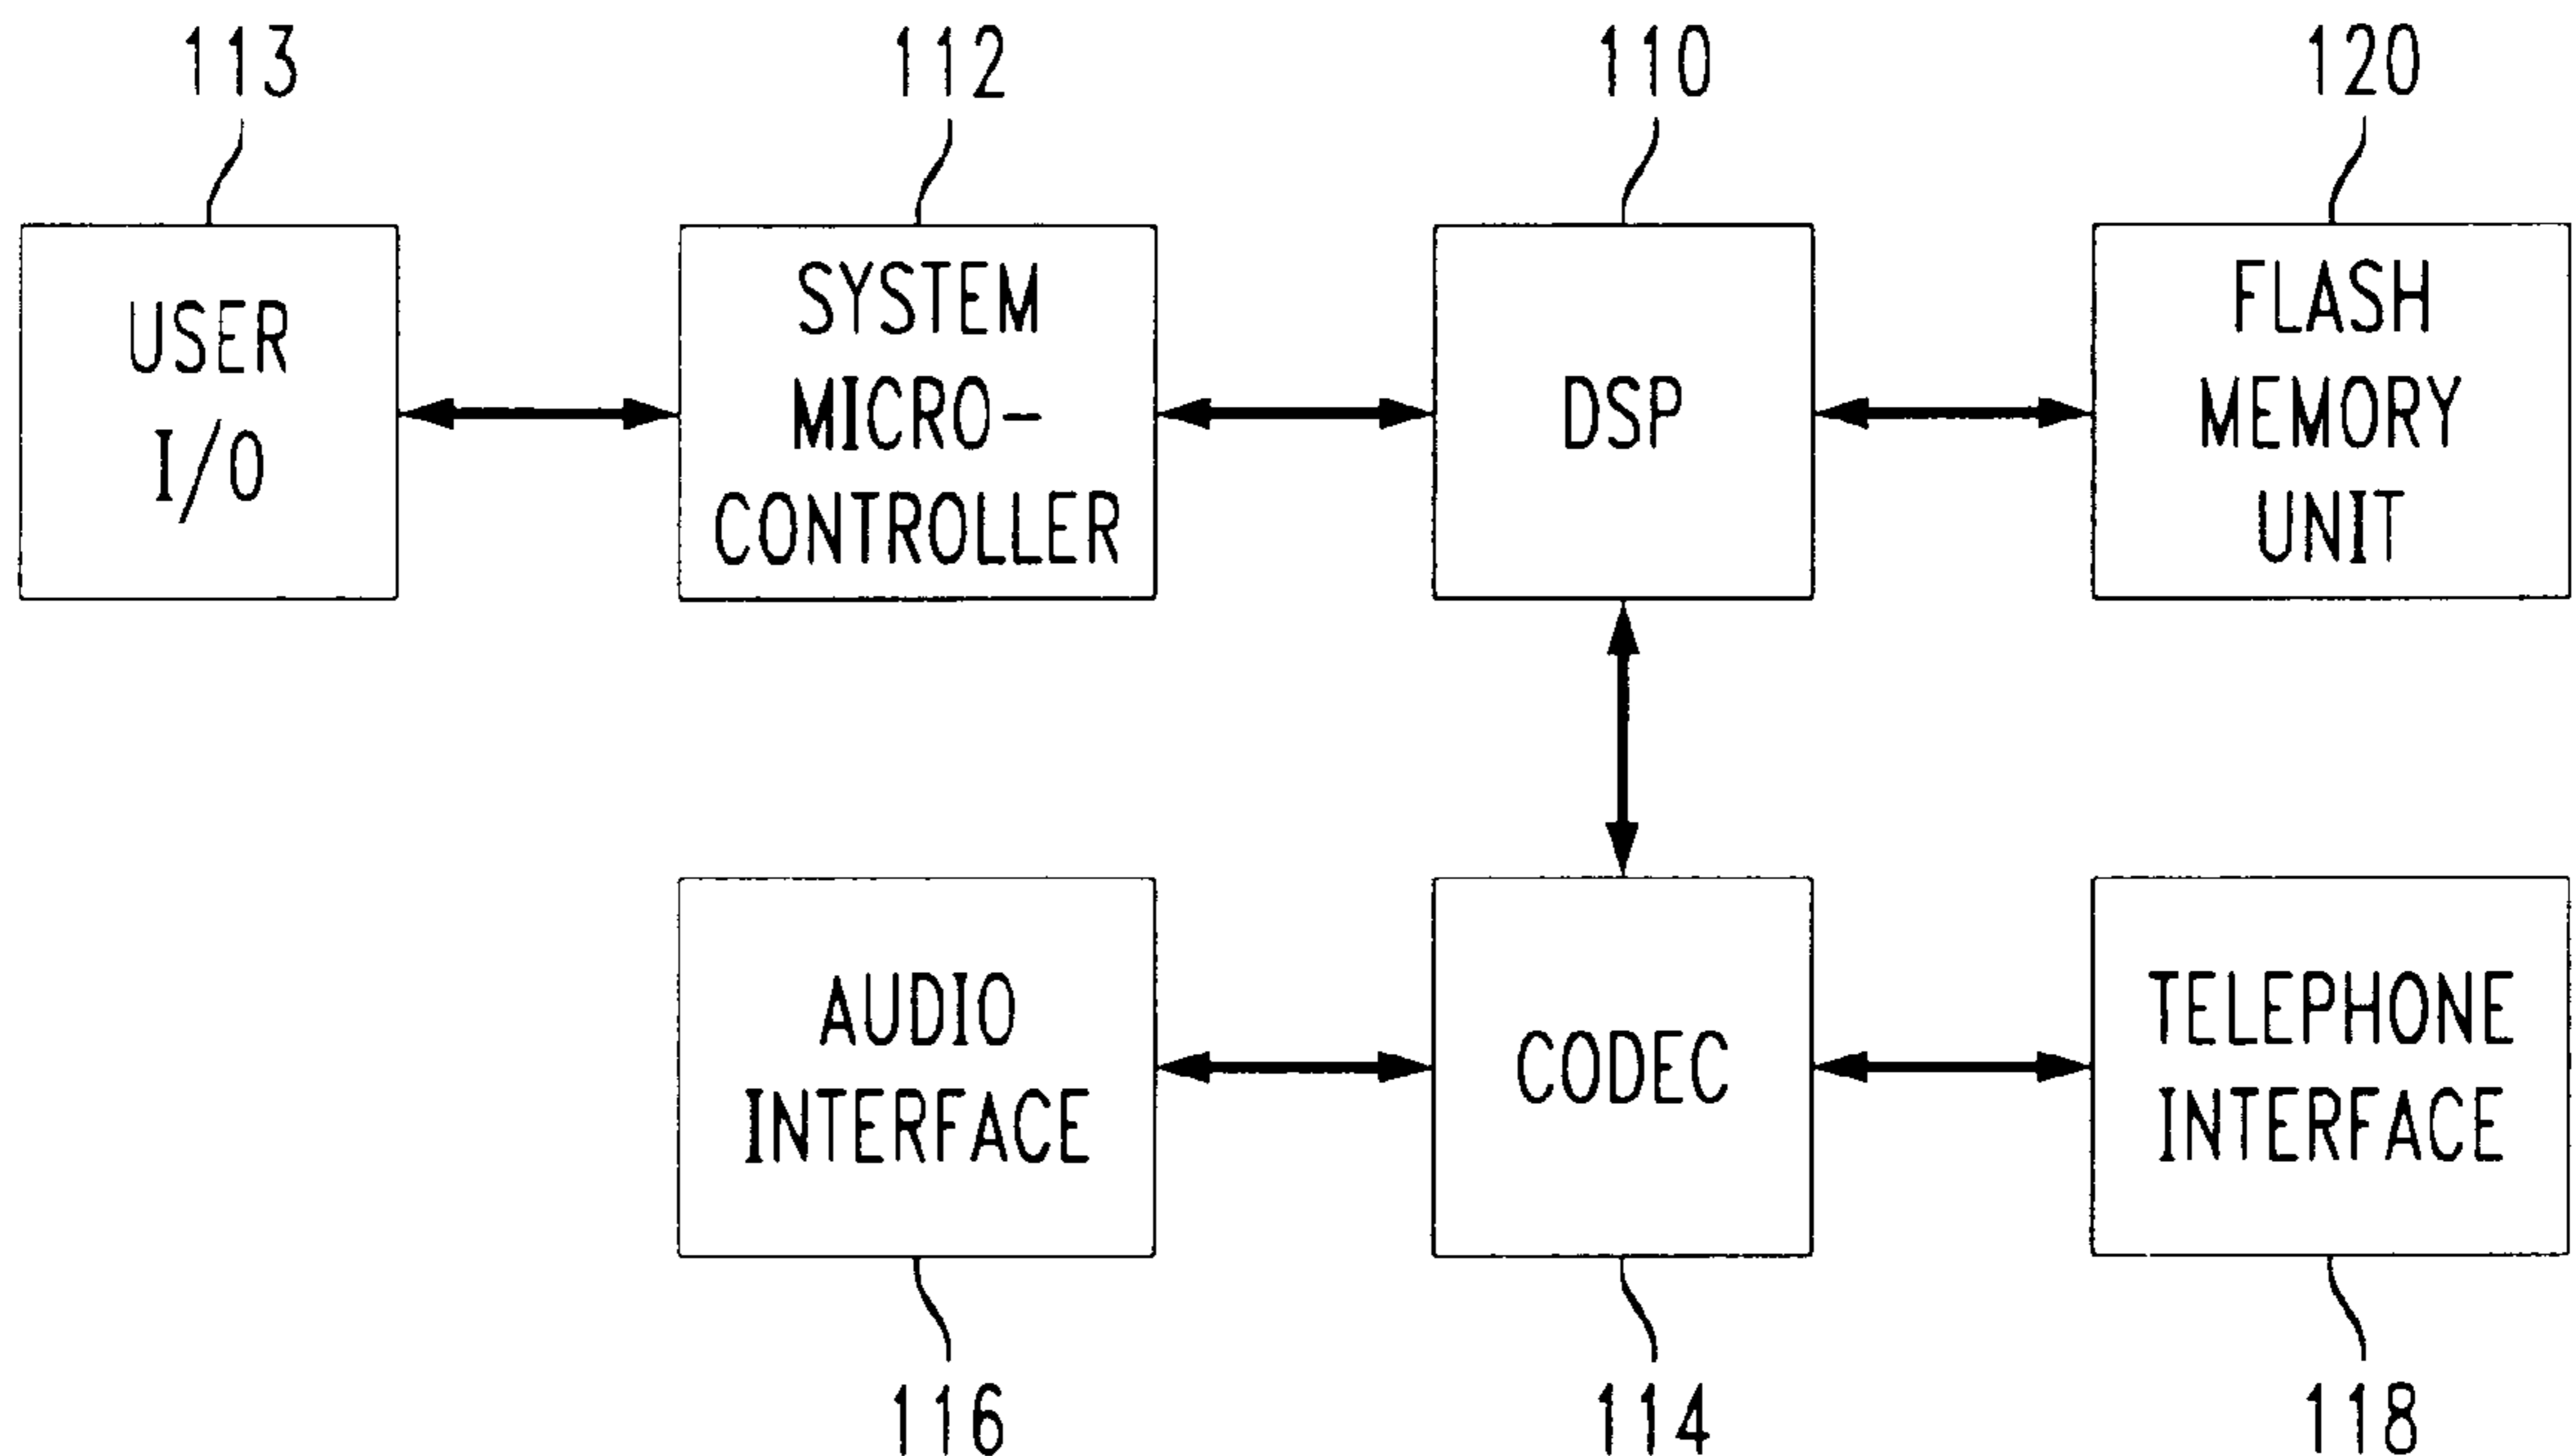 113
112
110
120
USER
I/O
SYSTEM
MICRO-
CONTROLLER
DSP
FLASH
MEMORY
UNIT
AUDIO
INTERFACE
CODEC
TELEPHONE
INTERFACE
116
114
118